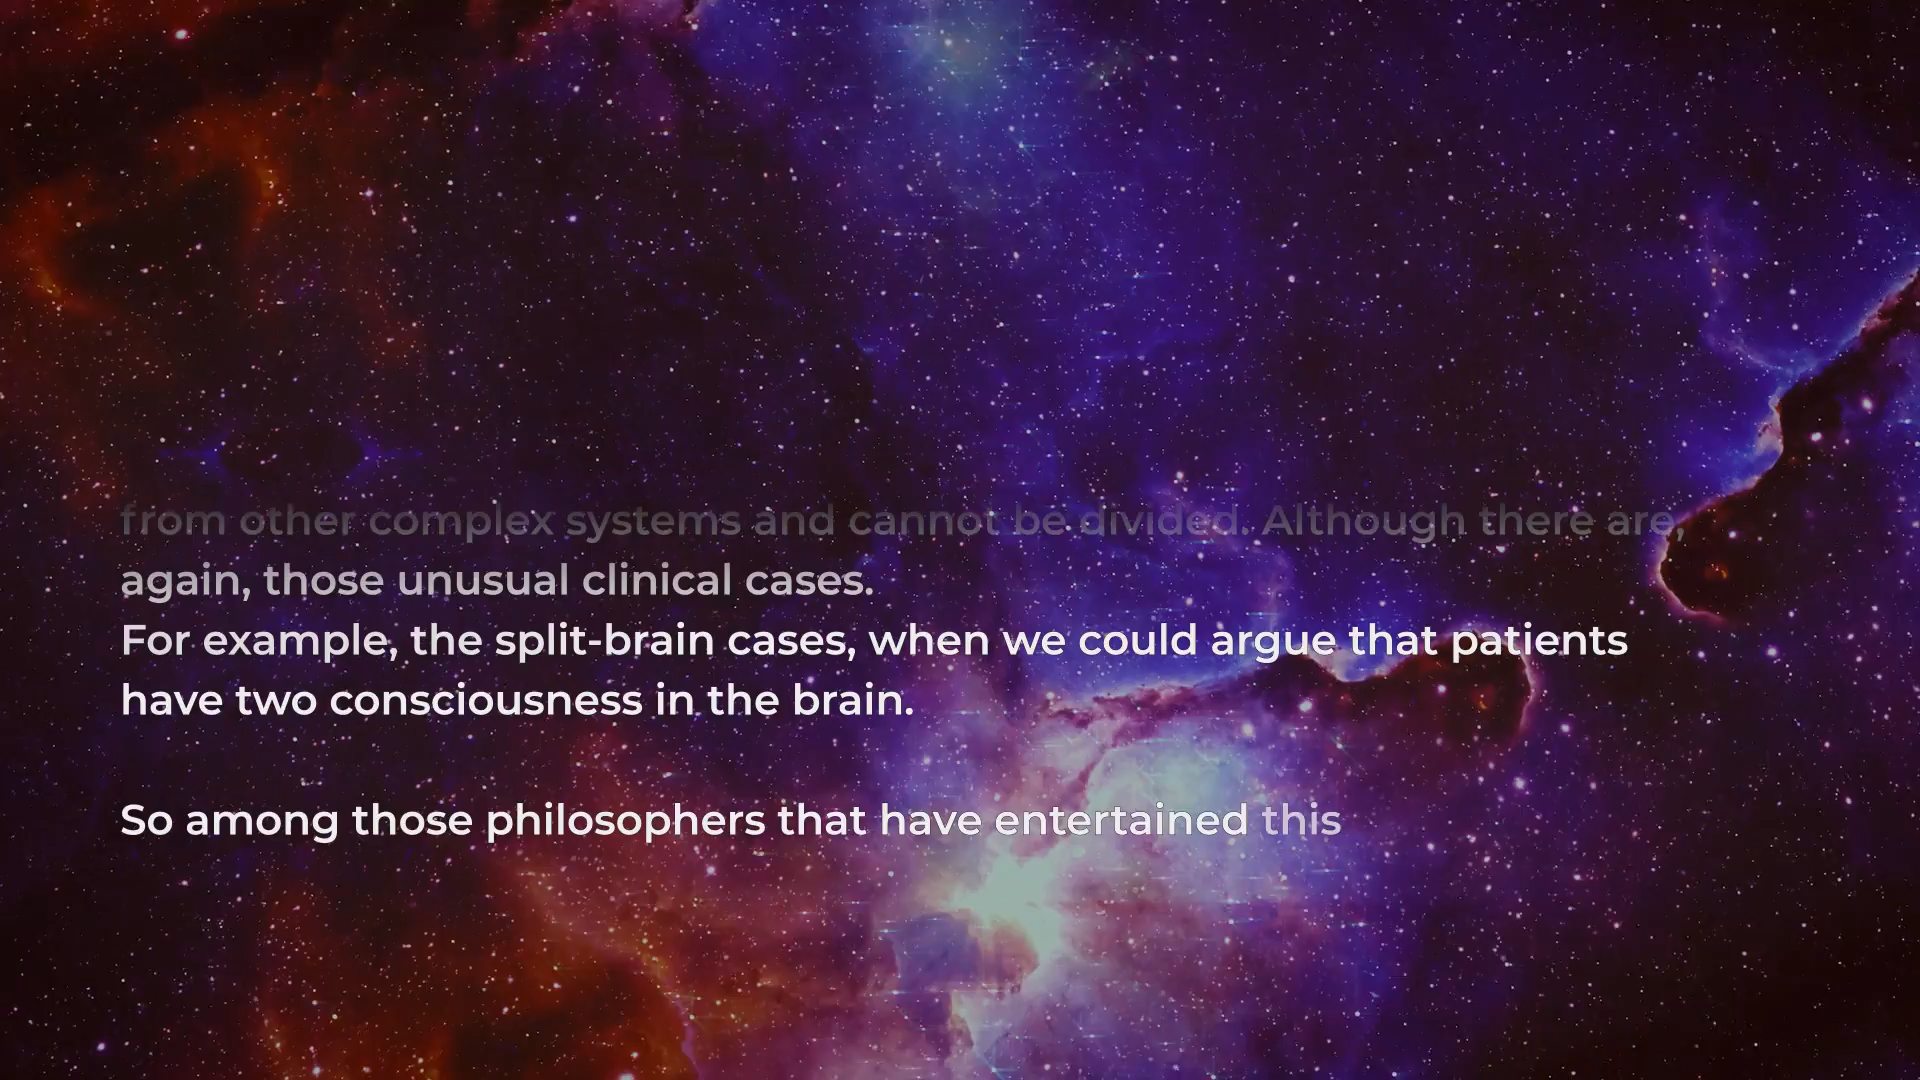 from other complex systems and cannot be divided. Although there are,
again, those unusual clinical cases.
For example, the split-brain cases, when we could argue that patients
have two consciousness in the brain.
So among those philosophers that have entertained this